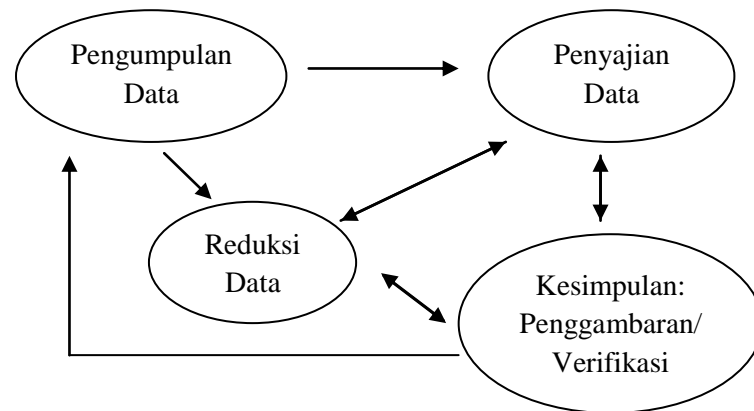 Pengumpulan
Data
Penyajian
Data
Reduksi
Data
Kesimpulan:
Penggambaran/
Verifikasi